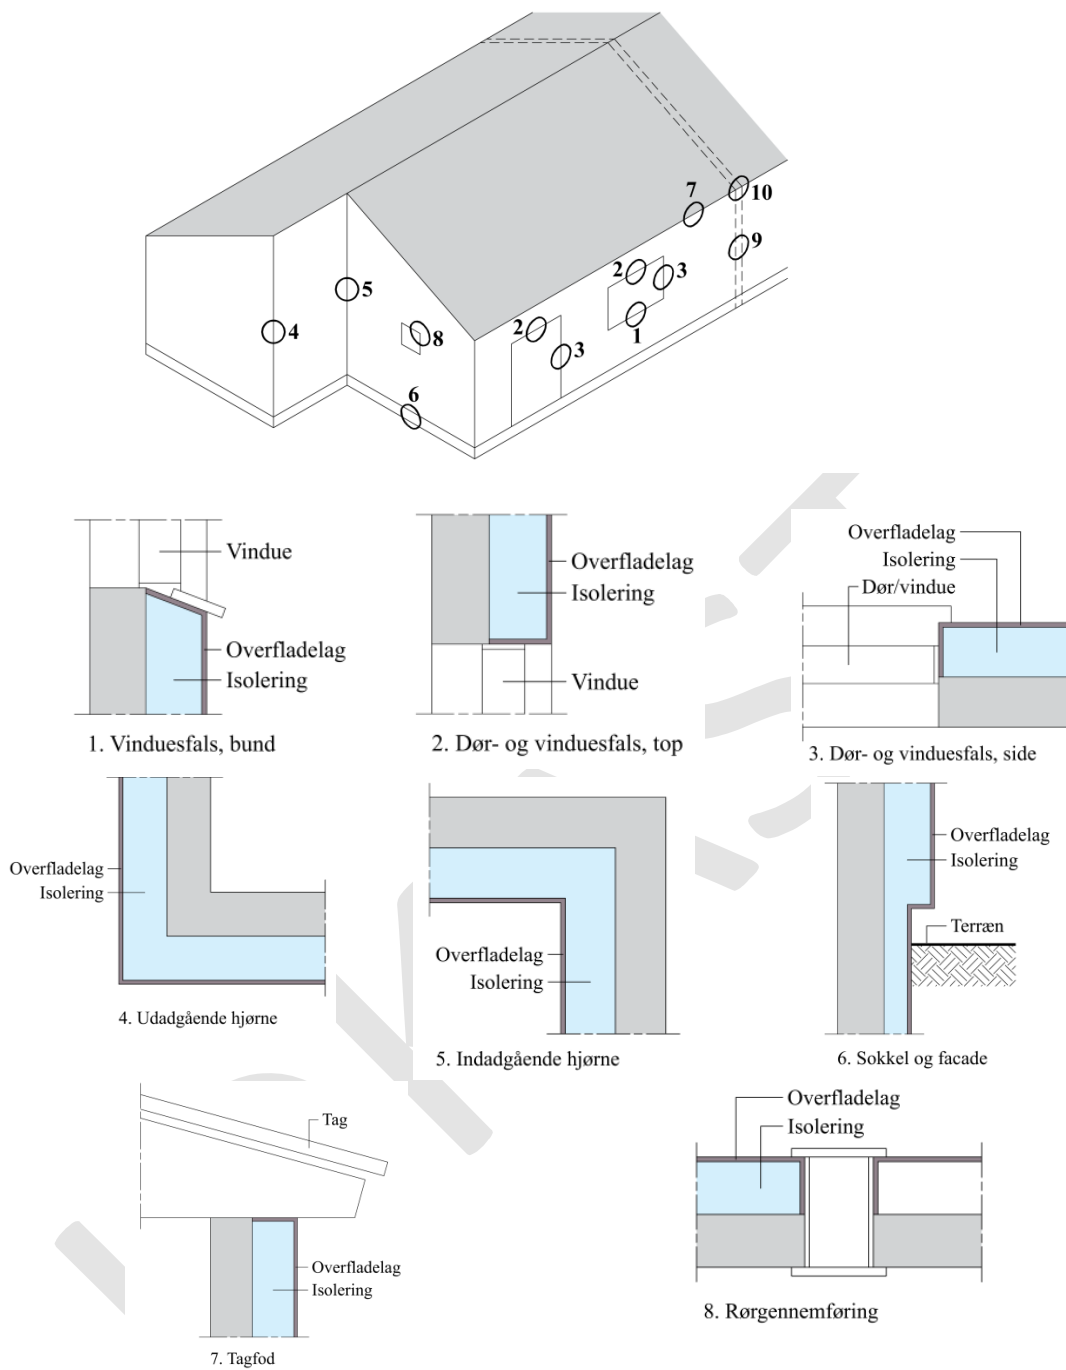 7
10
9
2
3
5
2
8
1
4
3
6
Vindue
Overfladelag
Isolering
1. Vinduesfals, bund
Overfladelag
Isolering
Vindue
2. Dør- og vinduesfals, top
Overfladelag
Isolering
Dør/vindue
3. Dør- og vinduesfals, side
Overfladelag
Isolering
4. Udadgående hjørne
Overfladelag
Isolering
5. Indadgående hjørne
Overfladelag
Isolering
Terræn
6. Sokkel og facade
Tag
Overfladelag
Isolering
7. Tagfod
Overfladelag
Isolering
8. Rørgennemføring